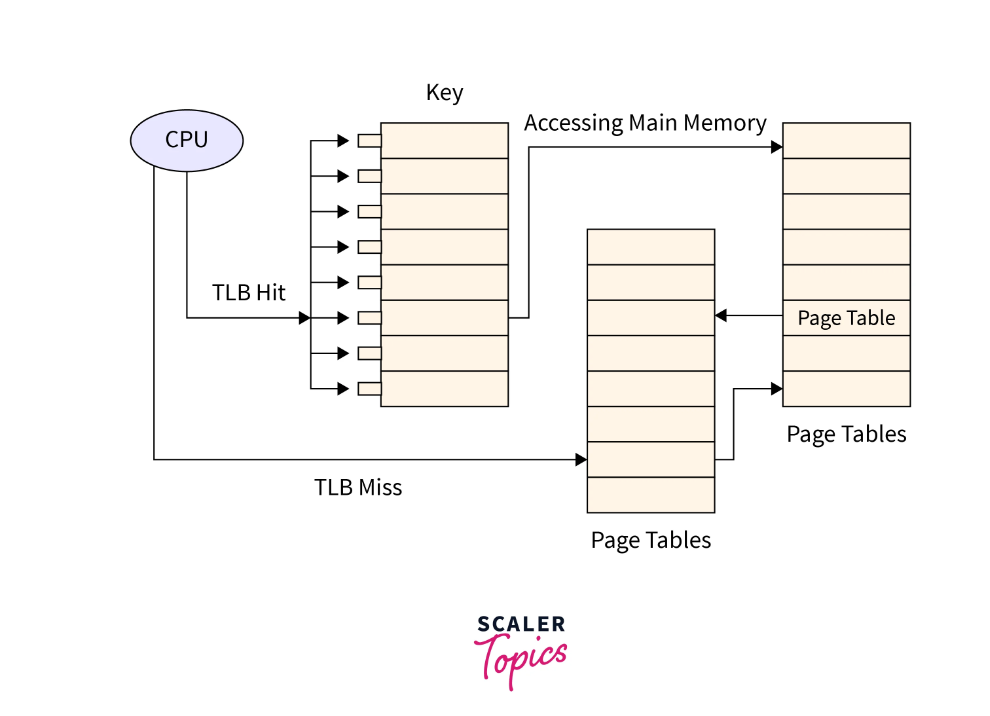 Key
CPU
Accessing Main Memory
TLB Hit
Page Table
Page Tables
TLB Miss
Page Tables
SCALER
Topics